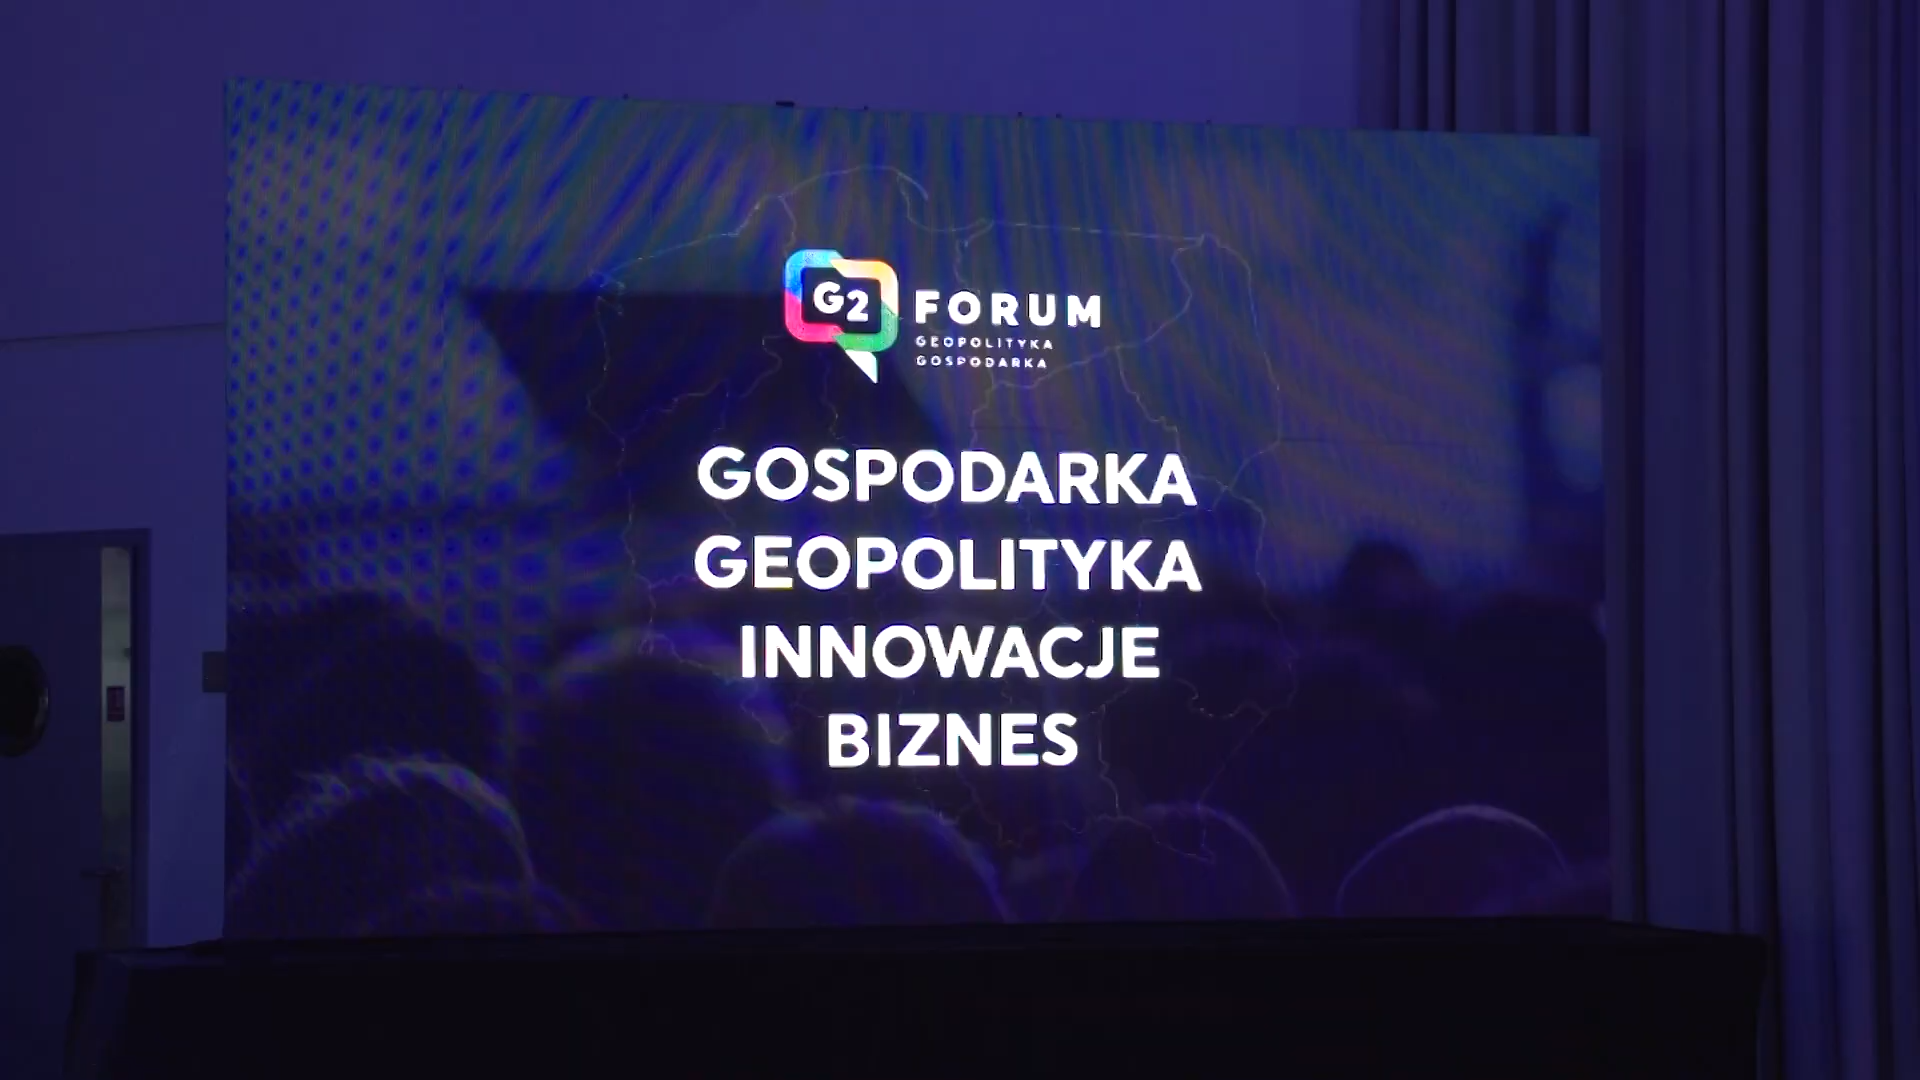 G2 FORUM
GEOPOLITYKA
GOSPODARKA
GOSPODARKA
GEOPOLITYKA
INNOWACJE
BIZNES